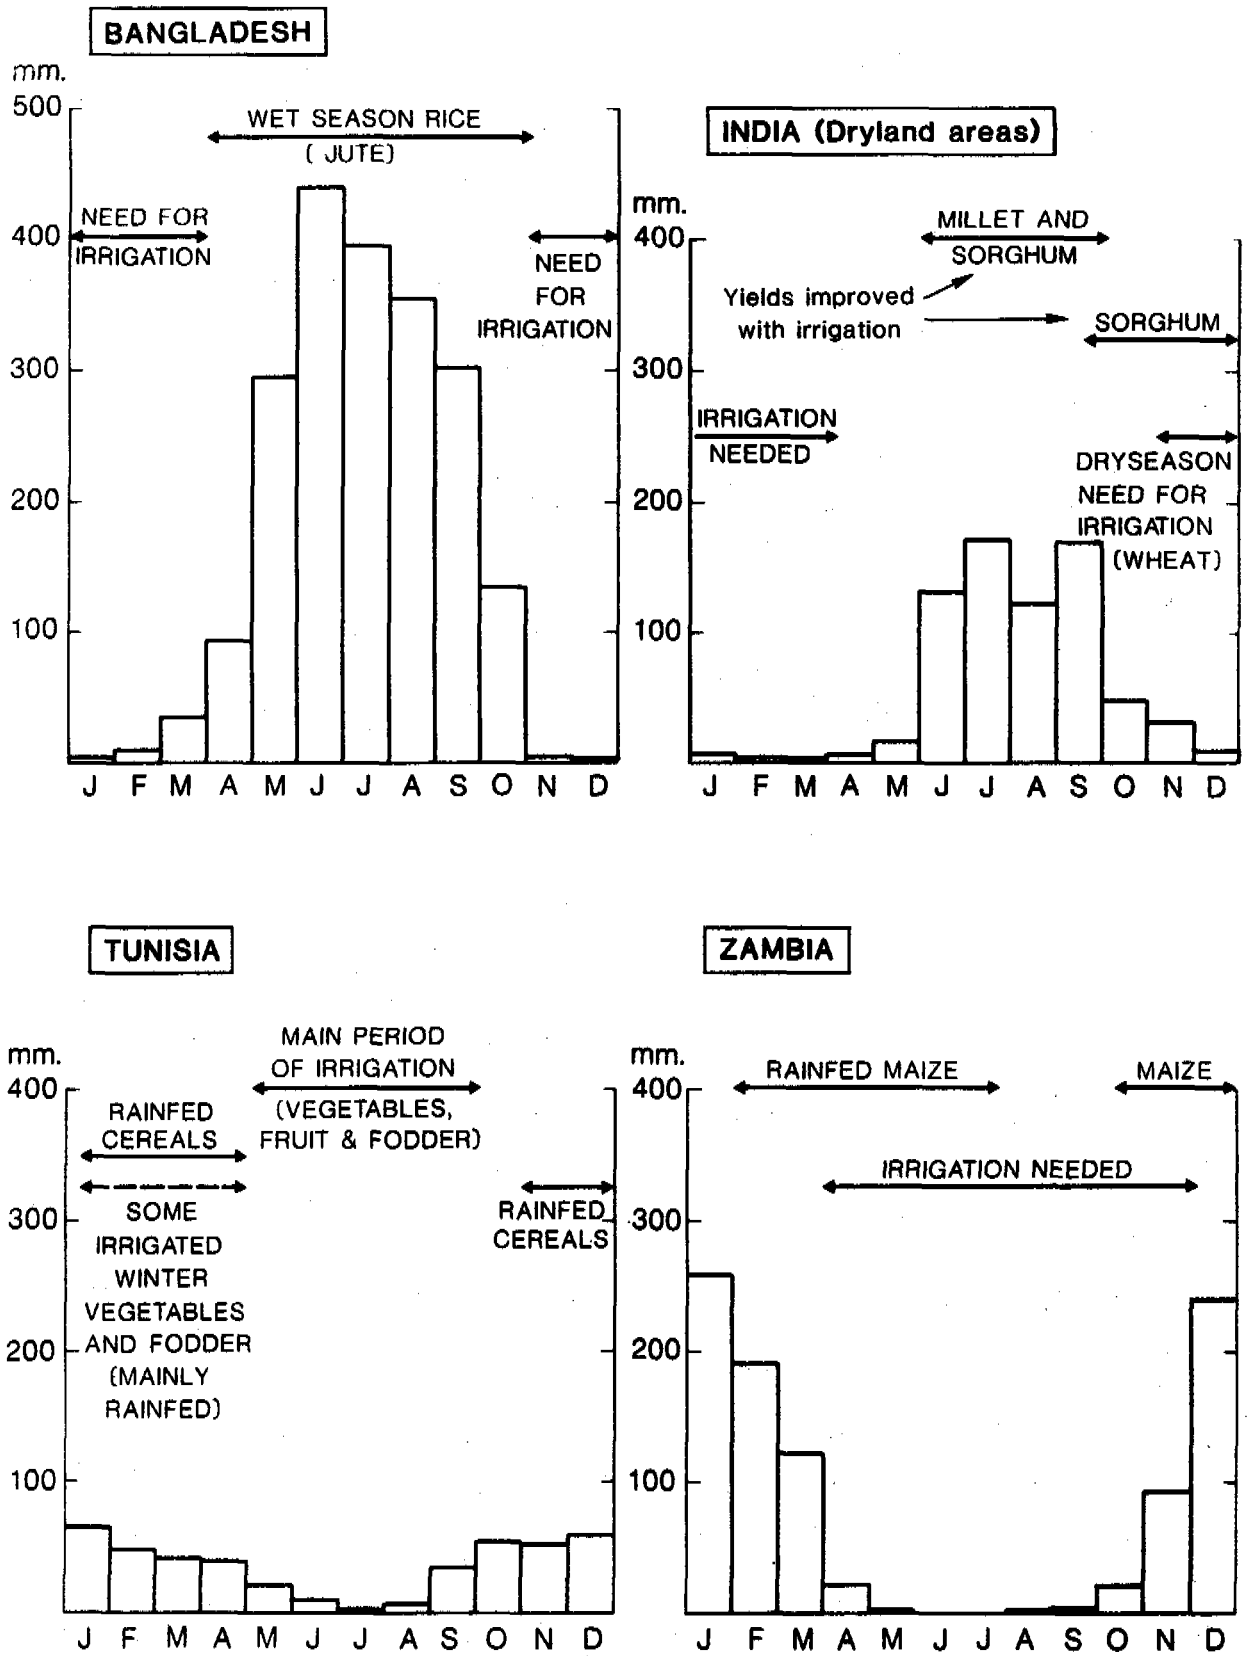 BANGLADESH
mm.
500
400
300
200
100
WET SEASON RICE
( JUTE)
NEED FOR
IRRIGATION
NEED
FOR
IRRIGATION
J F M A M J J A S O N D
INDIA (Dryland areas)
mm.
400
300
200
100
MILLET AND
SORGHUM
Yields improved
with irrigation
SORGHUM
IRRIGATION
NEEDED
DRYSEASON
NEED FOR
IRRIGATION
(WHEAT)
J F M A M J J A S O N D
TUNISIA
mm.
400
300
200
100
MAIN PERIOD
OF IRRIGATION
(VEGETABLES,
FRUIT & FODDER)
RAINFED
CEREALS
SOME
IRRIGATED
WINTER
VEGETABLES
AND FODDER
(MAINLY
RAINFED)
RAINFED
CEREALS
J F M A M J J A S O N D
ZAMBIA
mm.
400
300
200
100
RAINFED MAIZE
MAIZE
IRRIGATION NEEDED
J F M A M J J A S O N D